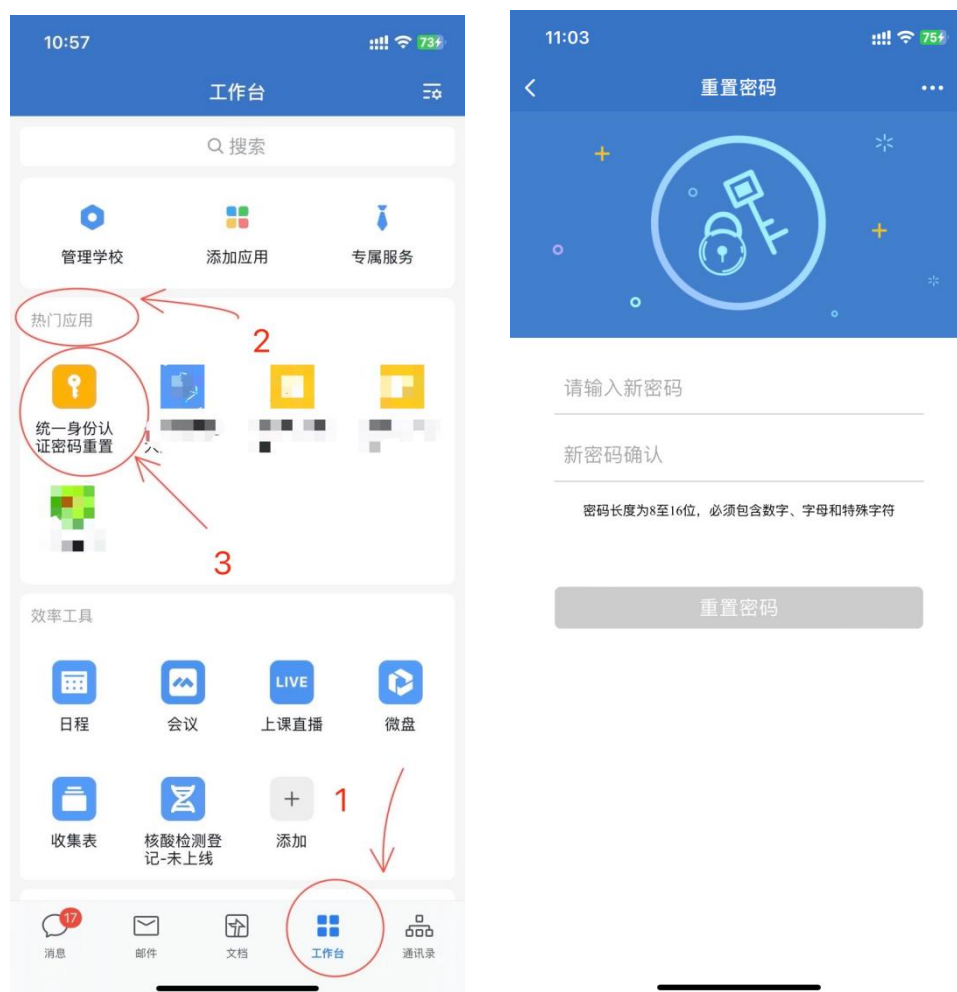 10:57
73
工作台
搜索
管理学校
添加应用
专属服务
热门应用
2
统一身份认
证密码重置
3
效率工具
日程
会议
LIVE
上课直播
微盘
收集表
核酸检测登
记-未上线
添加
1
17
消息
邮件
文档
工作台
通讯录
11:03
75
重置密码
请输入新密码
新密码确认
密码长度为8至16位，必须包含数字、字母和特殊字符
重置密码